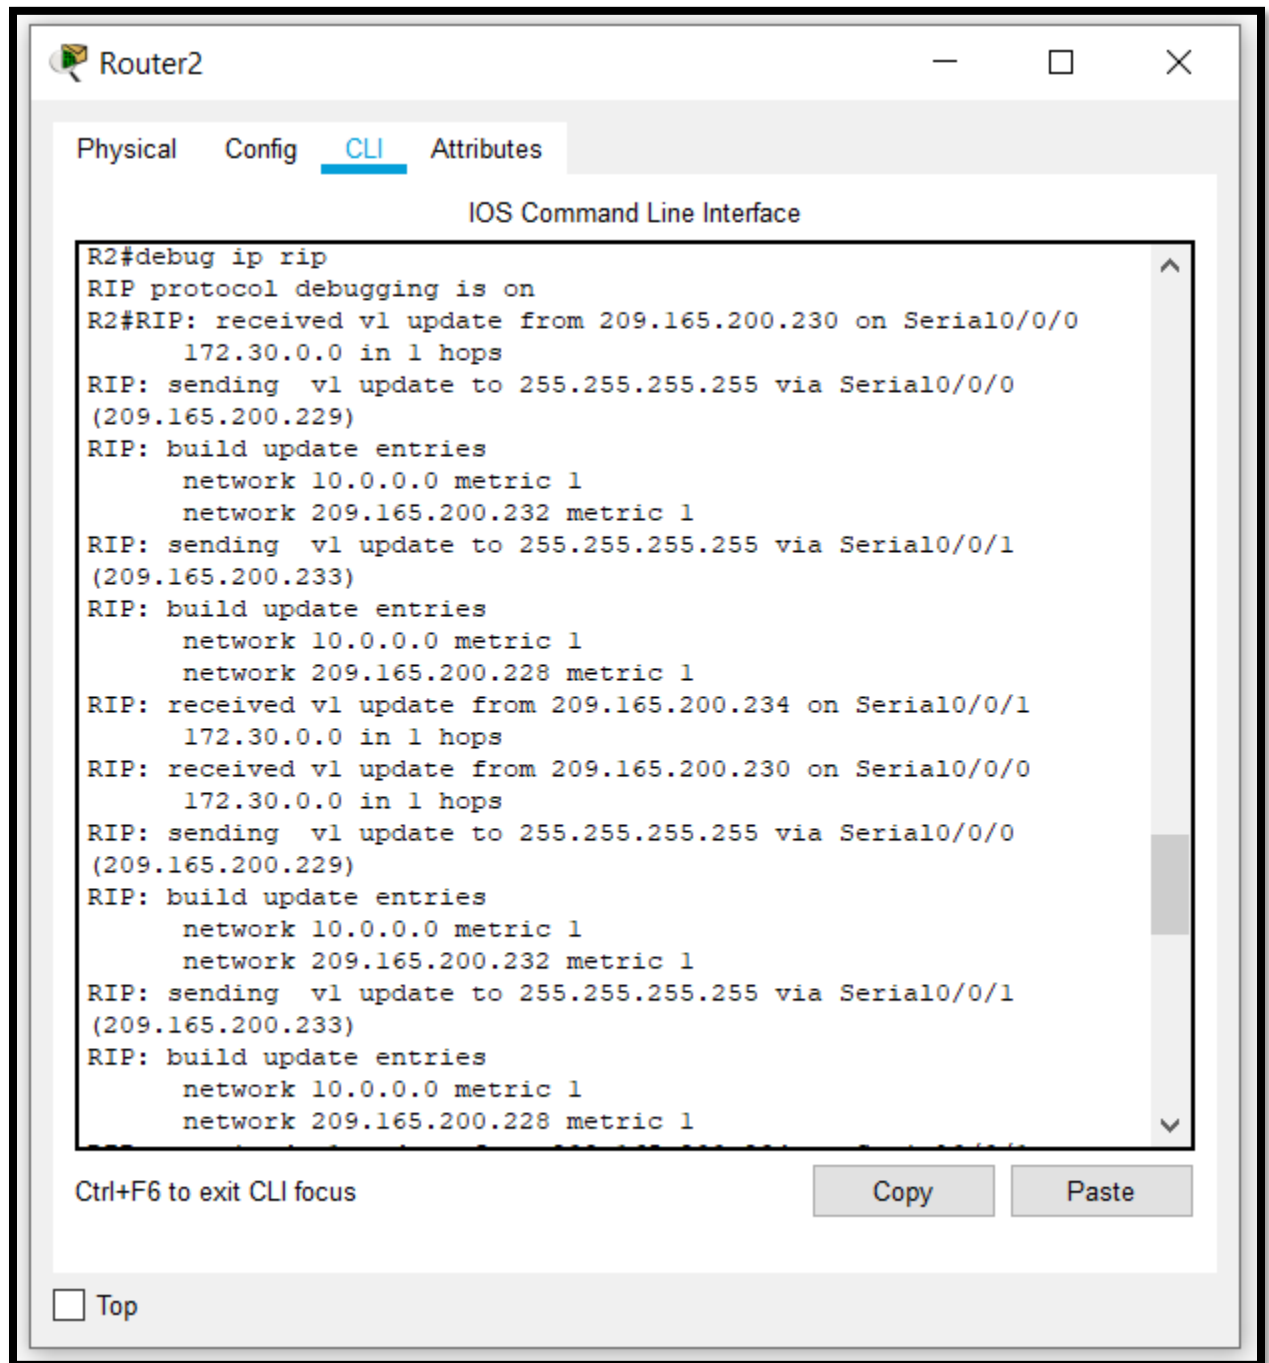 Router2
Physical Config CLI Attributes
IOS Command Line Interface
R2#debug ip rip
RIP protocol debugging is on
R2#RIP: received v1 update from 209.165.200.230 on Serial0/0/0
172.30.0.0 in 1 hops
RIP: sending  v1 update to 255.255.255.255 via Serial0/0/0
(209.165.200.229)
RIP: build update entries
network 10.0.0.0 metric 1
network 209.165.200.232 metric 1
RIP: sending  v1 update to 255.255.255.255 via Serial0/0/1
(209.165.200.233)
RIP: build update entries
network 10.0.0.0 metric 1
network 209.165.200.228 metric 1
RIP: received v1 update from 209.165.200.234 on Serial0/0/1
172.30.0.0 in 1 hops
RIP: received v1 update from 209.165.200.230 on Serial0/0/0
172.30.0.0 in 1 hops
RIP: sending  v1 update to 255.255.255.255 via Serial0/0/0
(209.165.200.229)
RIP: build update entries
network 10.0.0.0 metric 1
network 209.165.200.232 metric 1
RIP: sending  v1 update to 255.255.255.255 via Serial0/0/1
(209.165.200.233)
RIP: build update entries
network 10.0.0.0 metric 1
network 209.165.200.228 metric 1
Ctrl+F6 to exit CLI focus
Copy Paste
Top